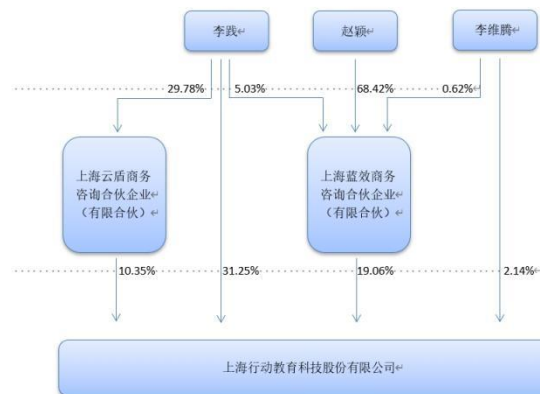 李践
赵颖
李维腾
29.78%
5.03%
68.42%
0.62%
上海云盾商务
咨询合伙企业
（有限合伙）
上海蓝效商务
咨询合伙企业
（有限合伙）
10.35%
31.25%
19.06%
2.14%
上海行动教育科技股份有限公司